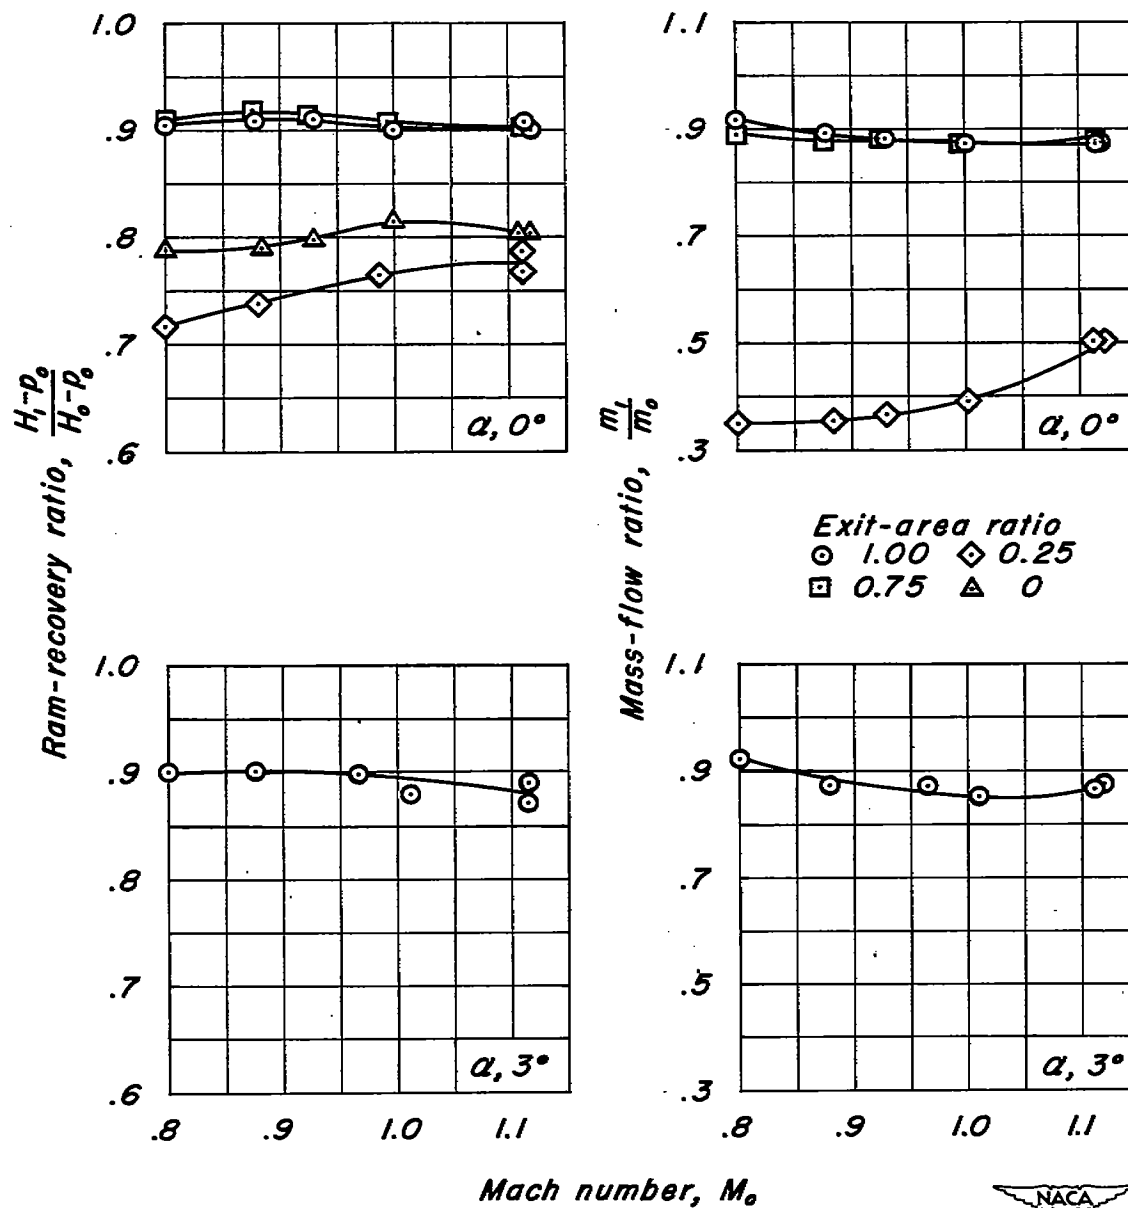 1.0
.9
.8
.7
.6
α, 0°
Ram-recovery ratio, H₁-p₀ / H₀-p₀
1.1
.9
.7
.5
.3
α, 0°
Mass-flow ratio, m₁ / m₀
Exit-area ratio
⊙ 1.00 ◇ 0.25
⊡ 0.75 △ 0
1.0
.9
.8
.7
.6
α, 3°
.8 .9 1.0 1.1
1.1
.9
.7
.5
.3
α, 3°
.8 .9 1.0 1.1
Mach number, M₀
NACA